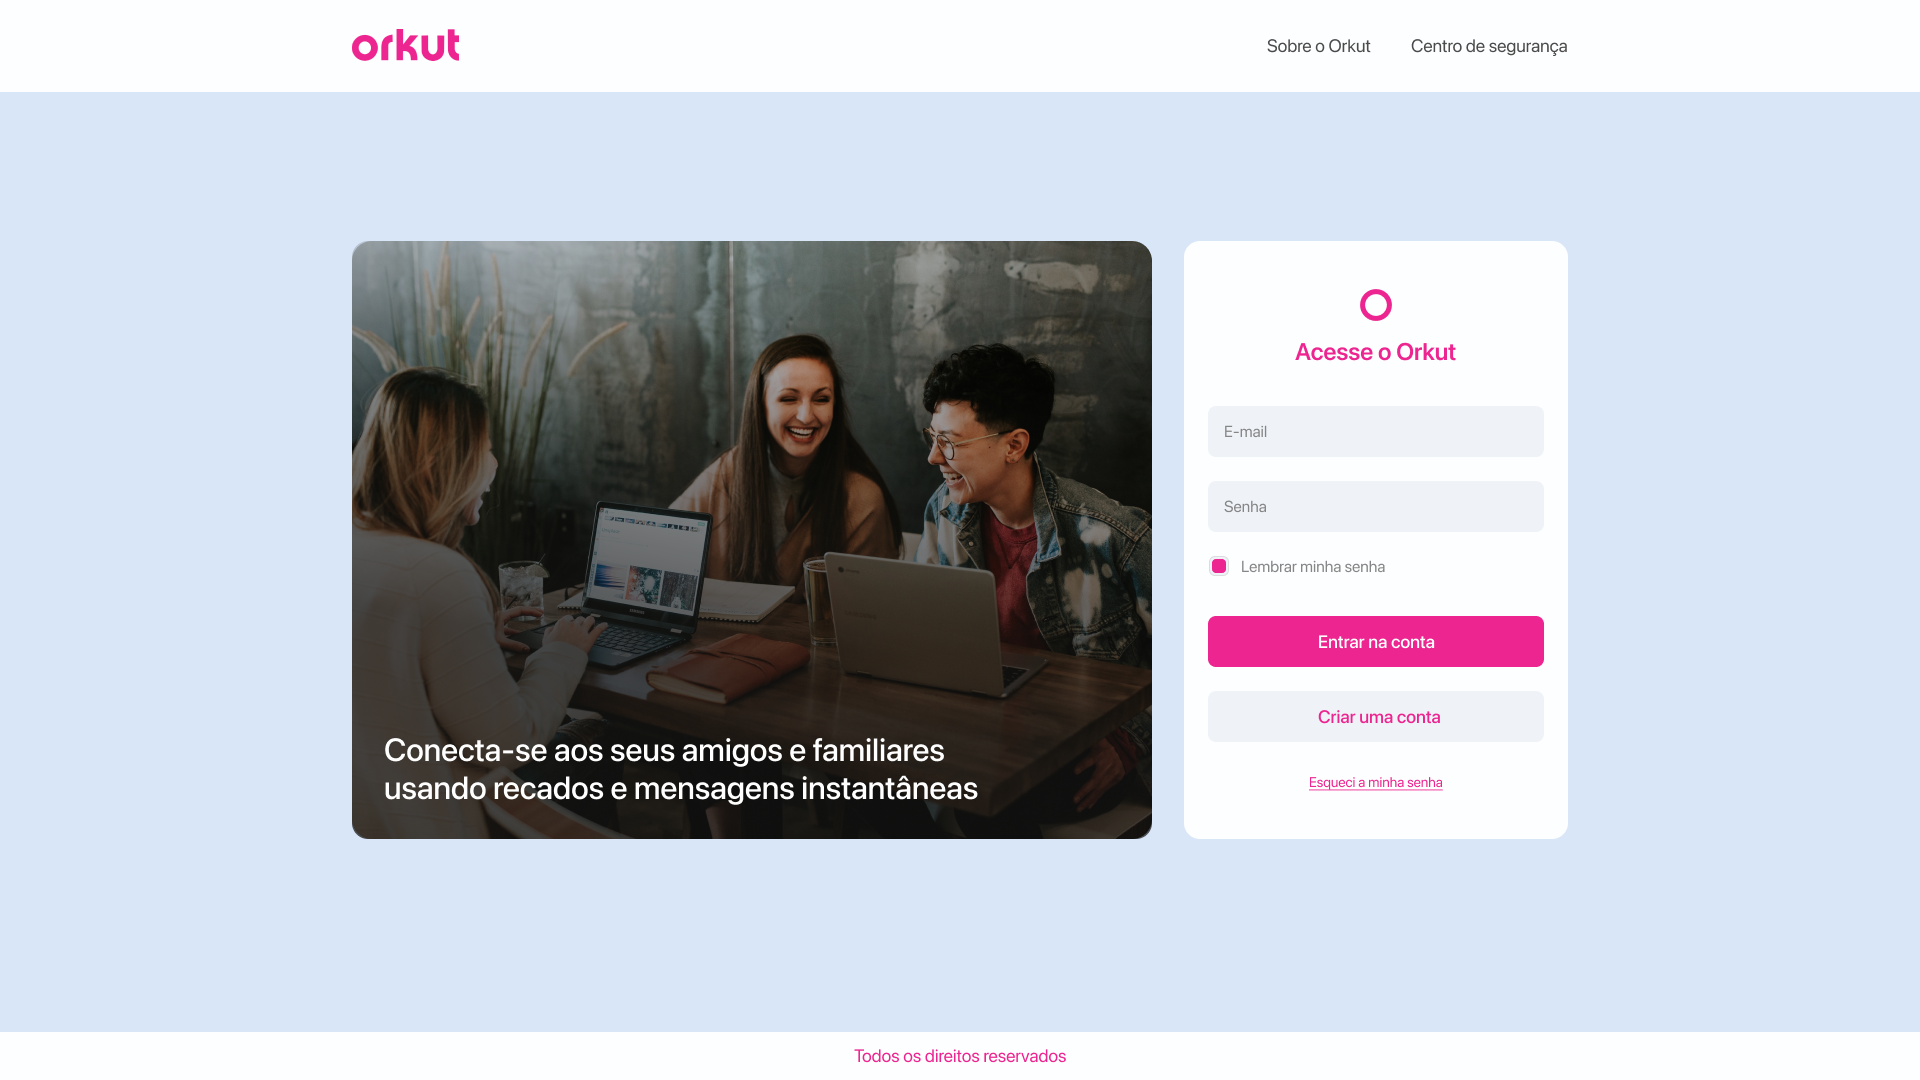 orkut
Sobre o Orkut
Centro de segurança
Conecta-se aos seus amigos e familiares
usando recados e mensagens instantâneas
Acesse o Orkut
E-mail
Senha
Lembrar minha senha
Entrar na conta
Criar uma conta
Esqueci a minha senha
Todos os direitos reservados